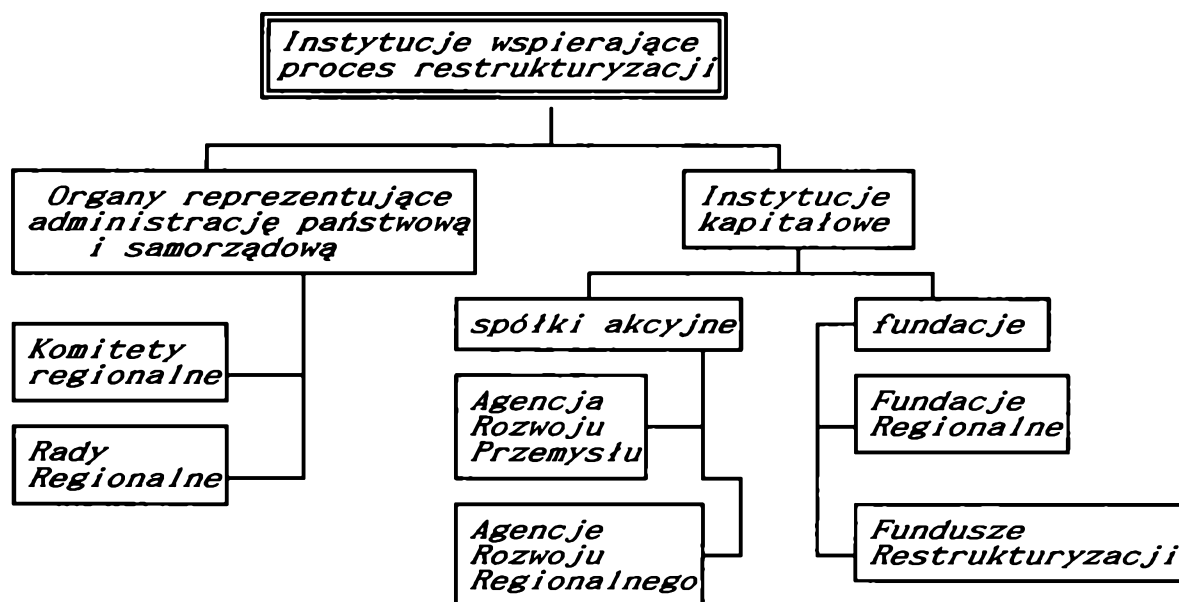 Instytucje wspierające
proces restrukturyzacji
Organy reprezentujące
administrację państwową
i samorządową
Instytucje
kapitałowe
spółki akcyjne
fundacje
Komitety
regionalne
Agencja
Rozwoju
Przemysłu
Fundacje
Regionalne
Rady
Regionalne
Agencje
Rozwoju
Regionalnego
Fundusze
Restrukturyzacji